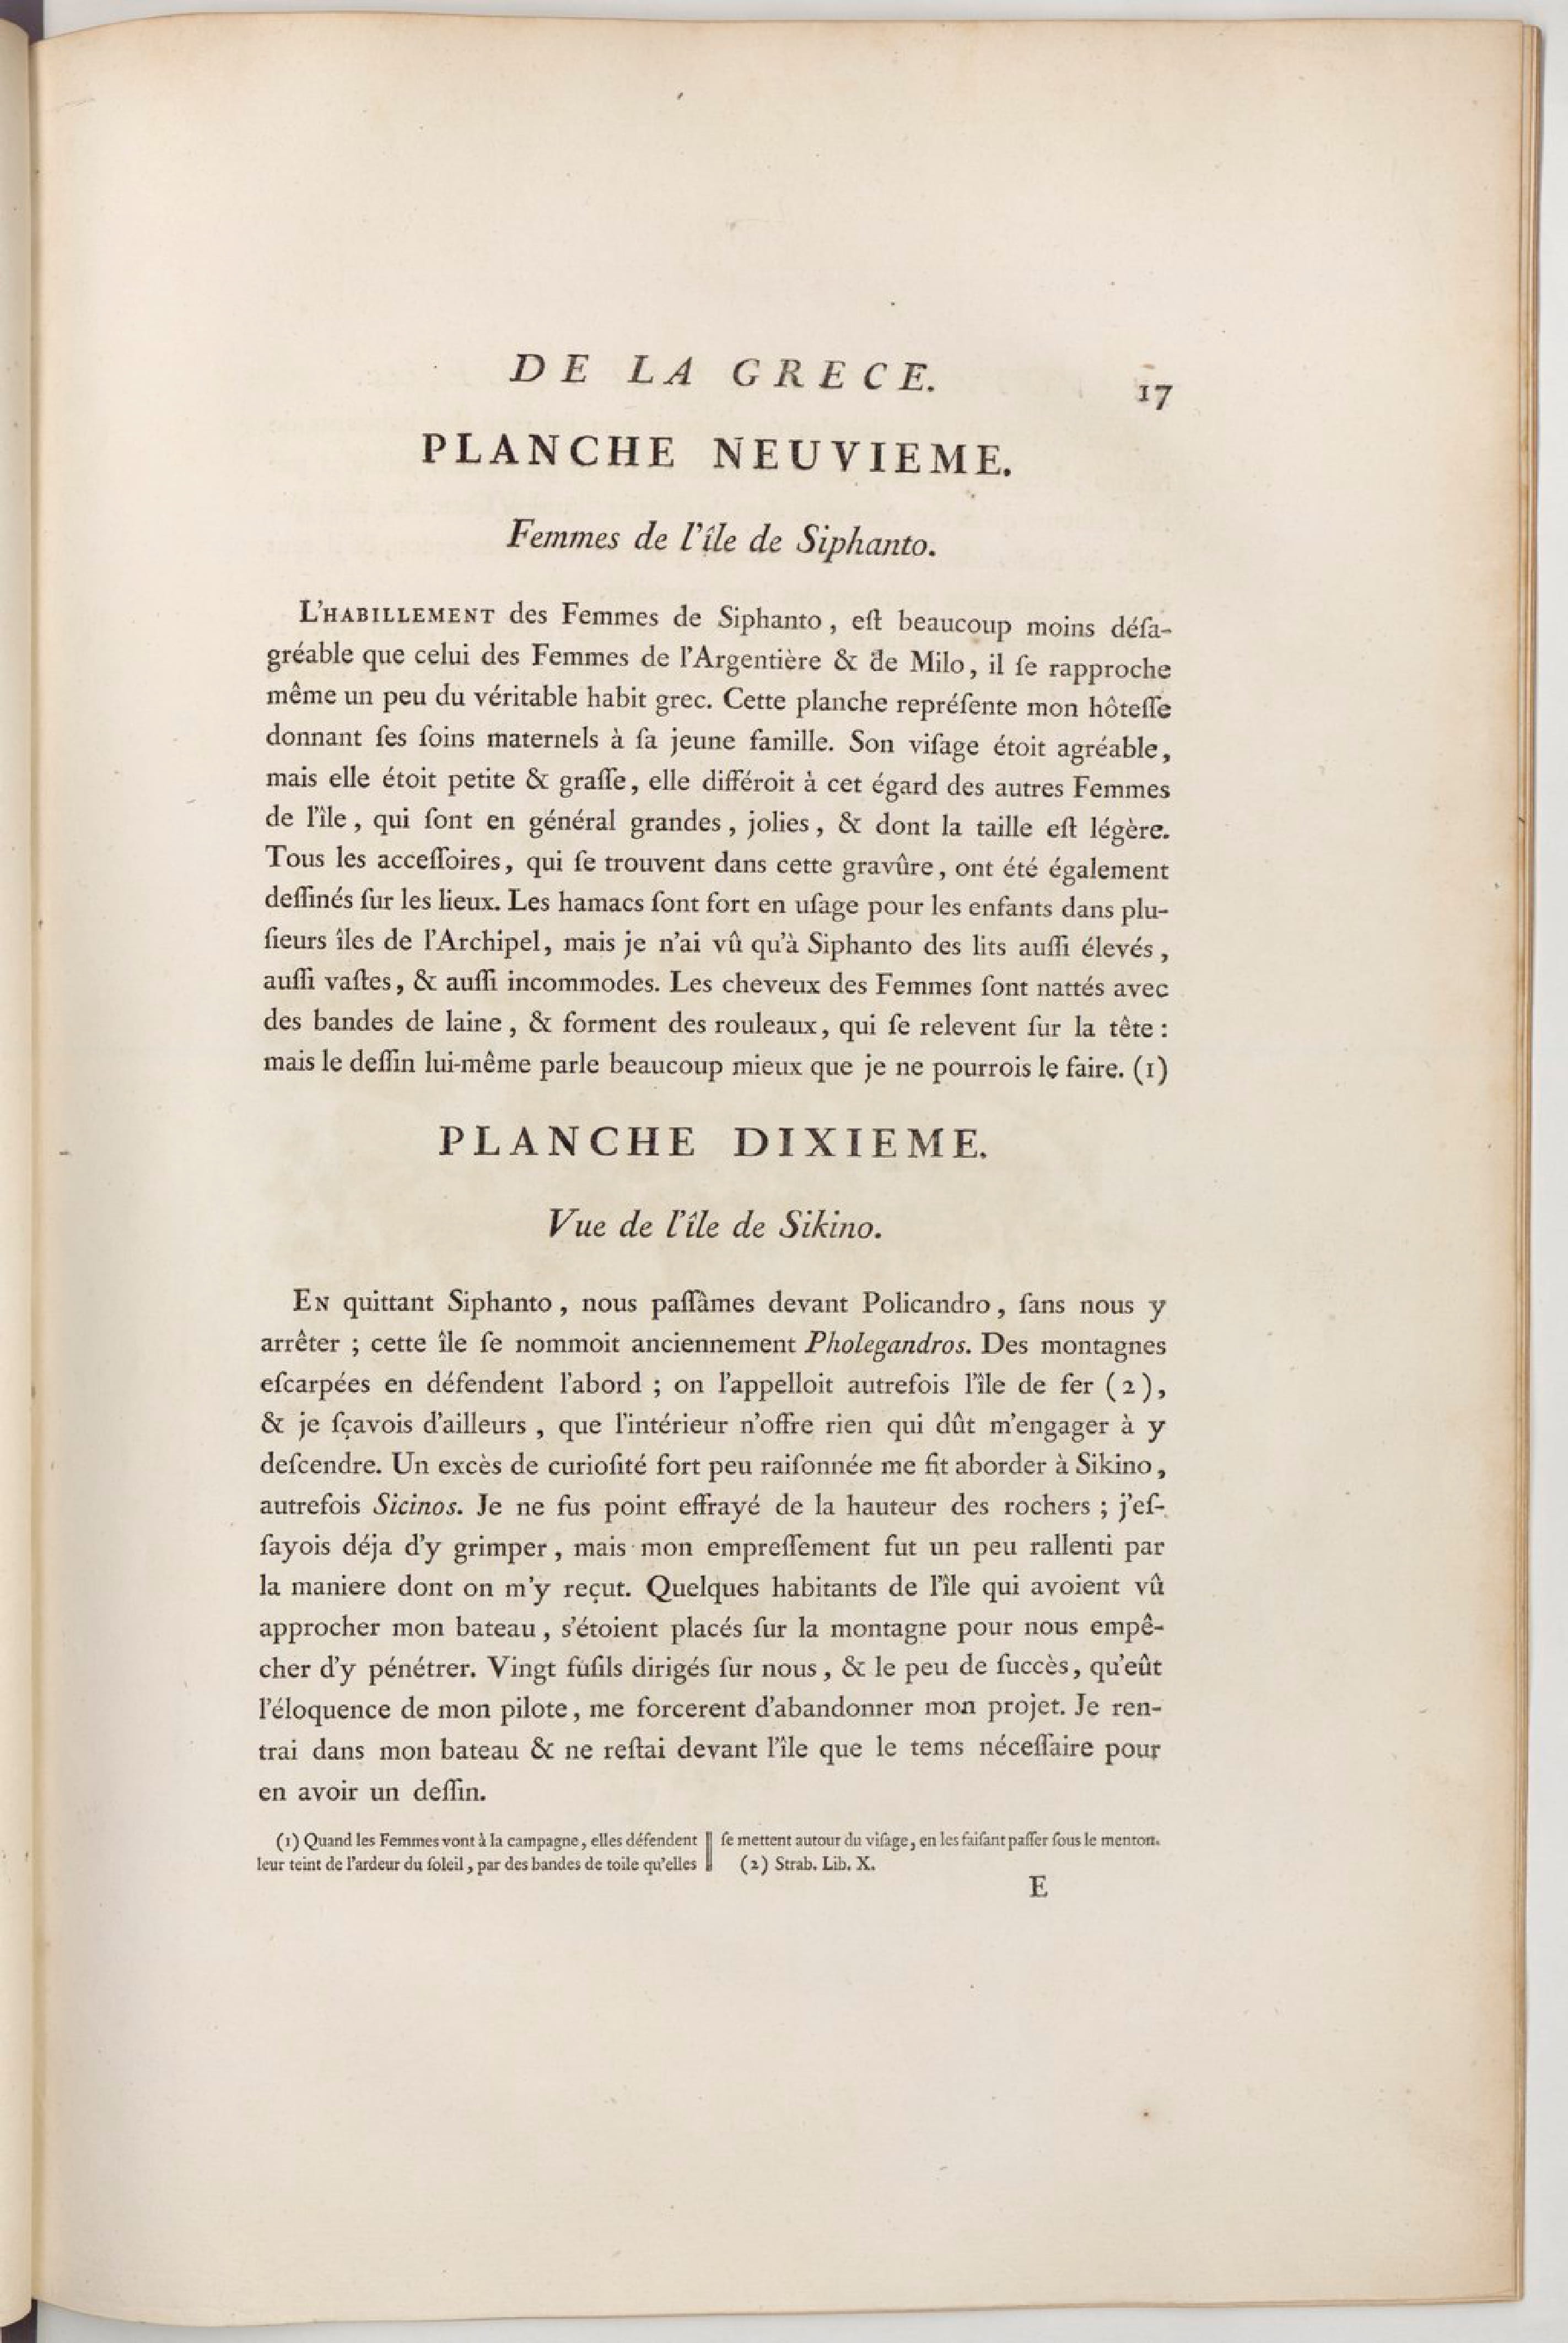 DE LA GRECE.
17
PLANCHE NEUVIEME.
Femmes de l'île de Siphanto.
L'HABILLEMENT des Femmes de Siphanto, eſt beaucoup moins déſa-
gréable que celui des Femmes de l'Argentière & de Milo, il ſe rapproche
même un peu du véritable habit grec. Cette planche repréſente mon hôteſſe
donnant ſes ſoins maternels à ſa jeune famille. Son viſage étoit agréable,
mais elle étoit petite & graſſe, elle différoit à cet égard des autres Femmes
de l'île, qui ſont en général grandes, jolies, & dont la taille eſt légère.
Tous les acceſſoires, qui ſe trouvent dans cette gravûre, ont été également
deſſinés ſur les lieux. Les hamacs ſont fort en uſage pour les enfants dans plu-
ſieurs îles de l'Archipel, mais je n'ai vû qu'à Siphanto des lits auſſi élevés,
auſſi vaſtes, & auſſi incommodes. Les cheveux des Femmes ſont nattés avec
des bandes de laine, & forment des rouleaux, qui ſe relevent ſur la tête :
mais le deſſin lui-même parle beaucoup mieux que je ne pourrois le faire. (1)
PLANCHE DIXIEME.
Vue de l'île de Sikino.
EN quittant Siphanto, nous paſſâmes devant Policandro, ſans nous y
arrêter ; cette île ſe nommoit anciennement Pholegandros. Des montagnes
eſcarpées en défendent l'abord ; on l'appelloit autrefois l'île de fer (2),
& je ſçavois d'ailleurs, que l'intérieur n'offre rien qui dût m'engager à y
deſcendre. Un excès de curioſité fort peu raiſonnée me fit aborder à Sikino,
autrefois Sicinos. Je ne fus point effrayé de la hauteur des rochers ; j'eſ-
ſayois déja d'y grimper, mais mon empreſſement fut un peu rallenti par
la maniere dont on m'y reçut. Quelques habitants de l'île qui avoient vû
approcher mon bateau, s'étoient placés ſur la montagne pour nous empê-
cher d'y pénétrer. Vingt fuſils dirigés ſur nous, & le peu de ſuccès, qu'eût
l'éloquence de mon pilote, me forcerent d'abandonner mon projet. Je ren-
trai dans mon bateau & ne reſtai devant l'île que le tems néceſſaire pour
en avoir un deſſin.
(1) Quand les Femmes vont à la campagne, elles défendent
leur teint de l'ardeur du ſoleil, par des bandes de toile qu'elles
ſe mettent autour du viſage, en les faiſant paſſer ſous le menton.
(2) Strab. Lib. X.
E